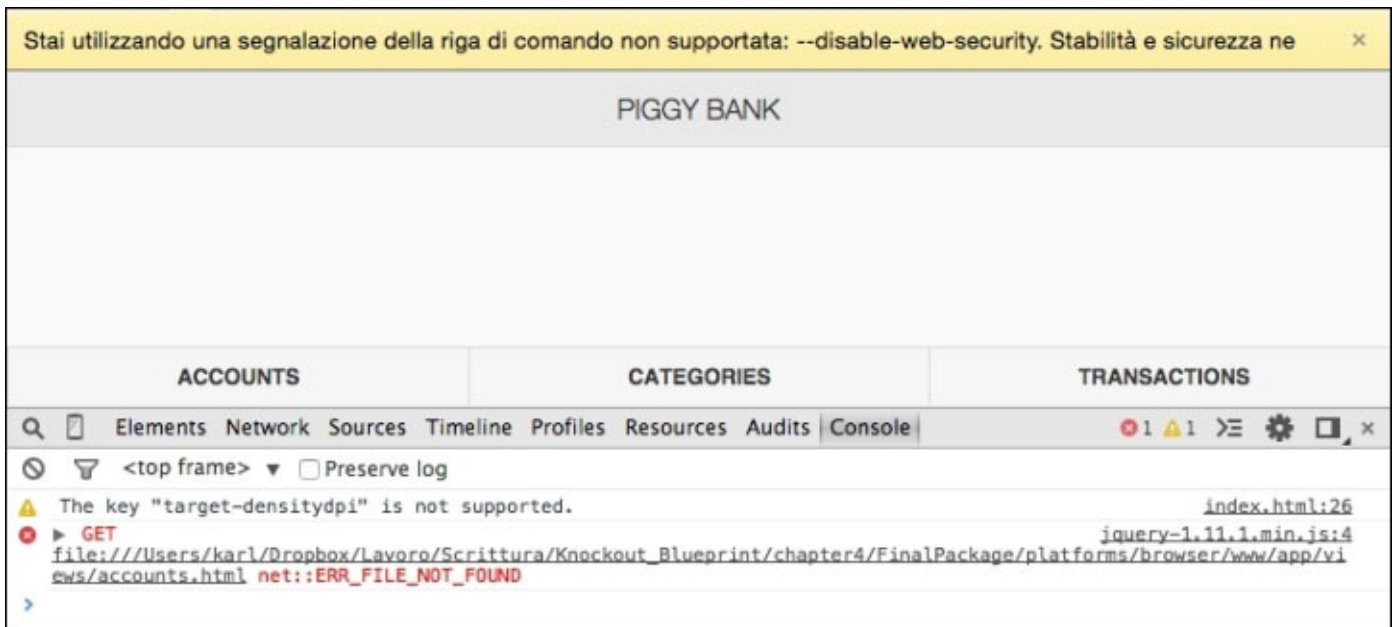 Stai utilizzando una segnalazione della riga di comando non supportata: --disable-web-security. Stabilità e sicurezza ne ×
PIGGY BANK
ACCOUNTS CATEGORIES TRANSACTIONS
Elements Network Sources Timeline Profiles Resources Audits Console 1 1 ×
<top frame> ▼ Preserve log
The key "target-densitydpi" is not supported. index.html:26
GET jquery-1.11.1.min.js:4
file:///Users/karl/Dropbox/Lavoro/Scrittura/Knockout_Blueprint/chapter4/FinalPackage/platforms/browser/www/app/vi
ews/accounts.html net::ERR_FILE_NOT_FOUND
>